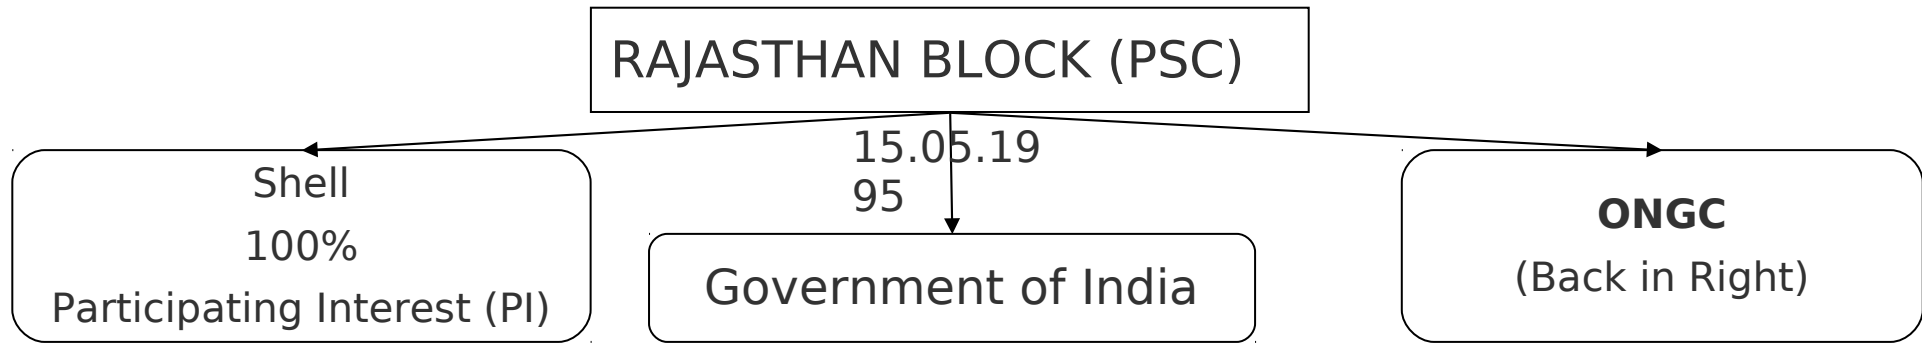 RAJASTHAN BLOCK (PSC)
15.05.19
95
Shell
100%
Participating Interest (PI)
Government of India
ONGC
(Back in Right)